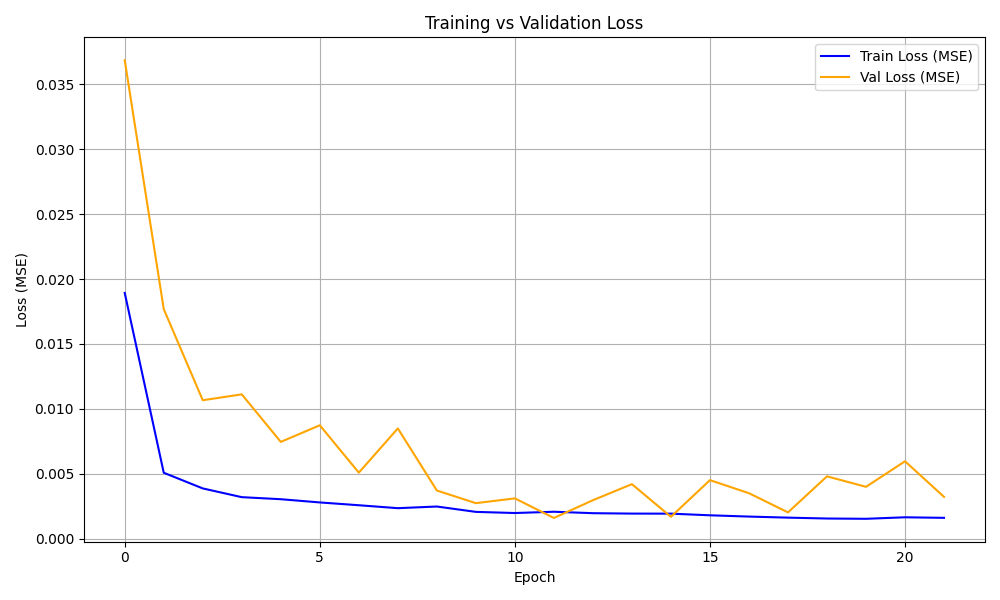 Training vs Validation Loss
Train Loss (MSE)
Val Loss (MSE)
Loss (MSE)
0.035
0.030
0.025
0.020
0.015
0.010
0.005
0.000
0 5 10 15 20
Epoch